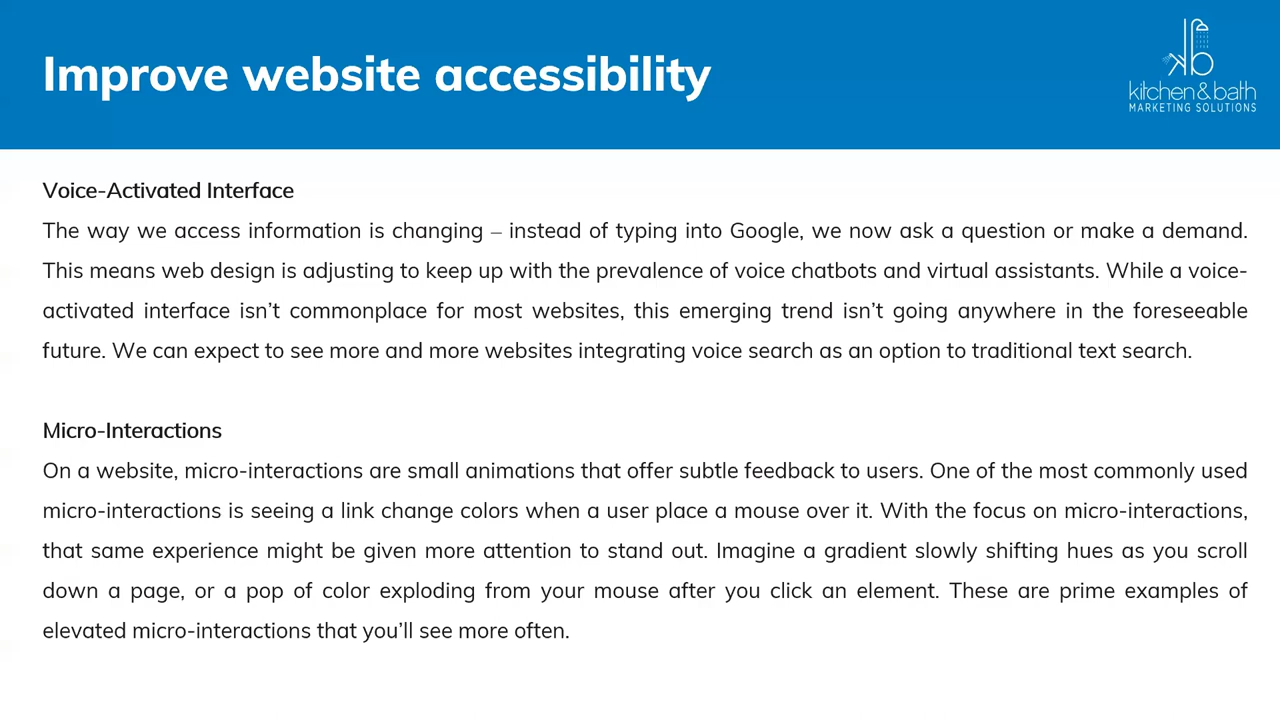 Improve website accessibility
kb
kitchen & bath
MARKETING SOLUTIONS
Voice-Activated Interface
The way we access information is changing – instead of typing into Google, we now ask a question or make a demand.
This means web design is adjusting to keep up with the prevalence of voice chatbots and virtual assistants. While a voice-
activated interface isn’t commonplace for most websites, this emerging trend isn’t going anywhere in the foreseeable
future. We can expect to see more and more websites integrating voice search as an option to traditional text search.
Micro-Interactions
On a website, micro-interactions are small animations that offer subtle feedback to users. One of the most commonly used
micro-interactions is seeing a link change colors when a user place a mouse over it. With the focus on micro-interactions,
that same experience might be given more attention to stand out. Imagine a gradient slowly shifting hues as you scroll
down a page, or a pop of color exploding from your mouse after you click an element. These are prime examples of
elevated micro-interactions that you’ll see more often.